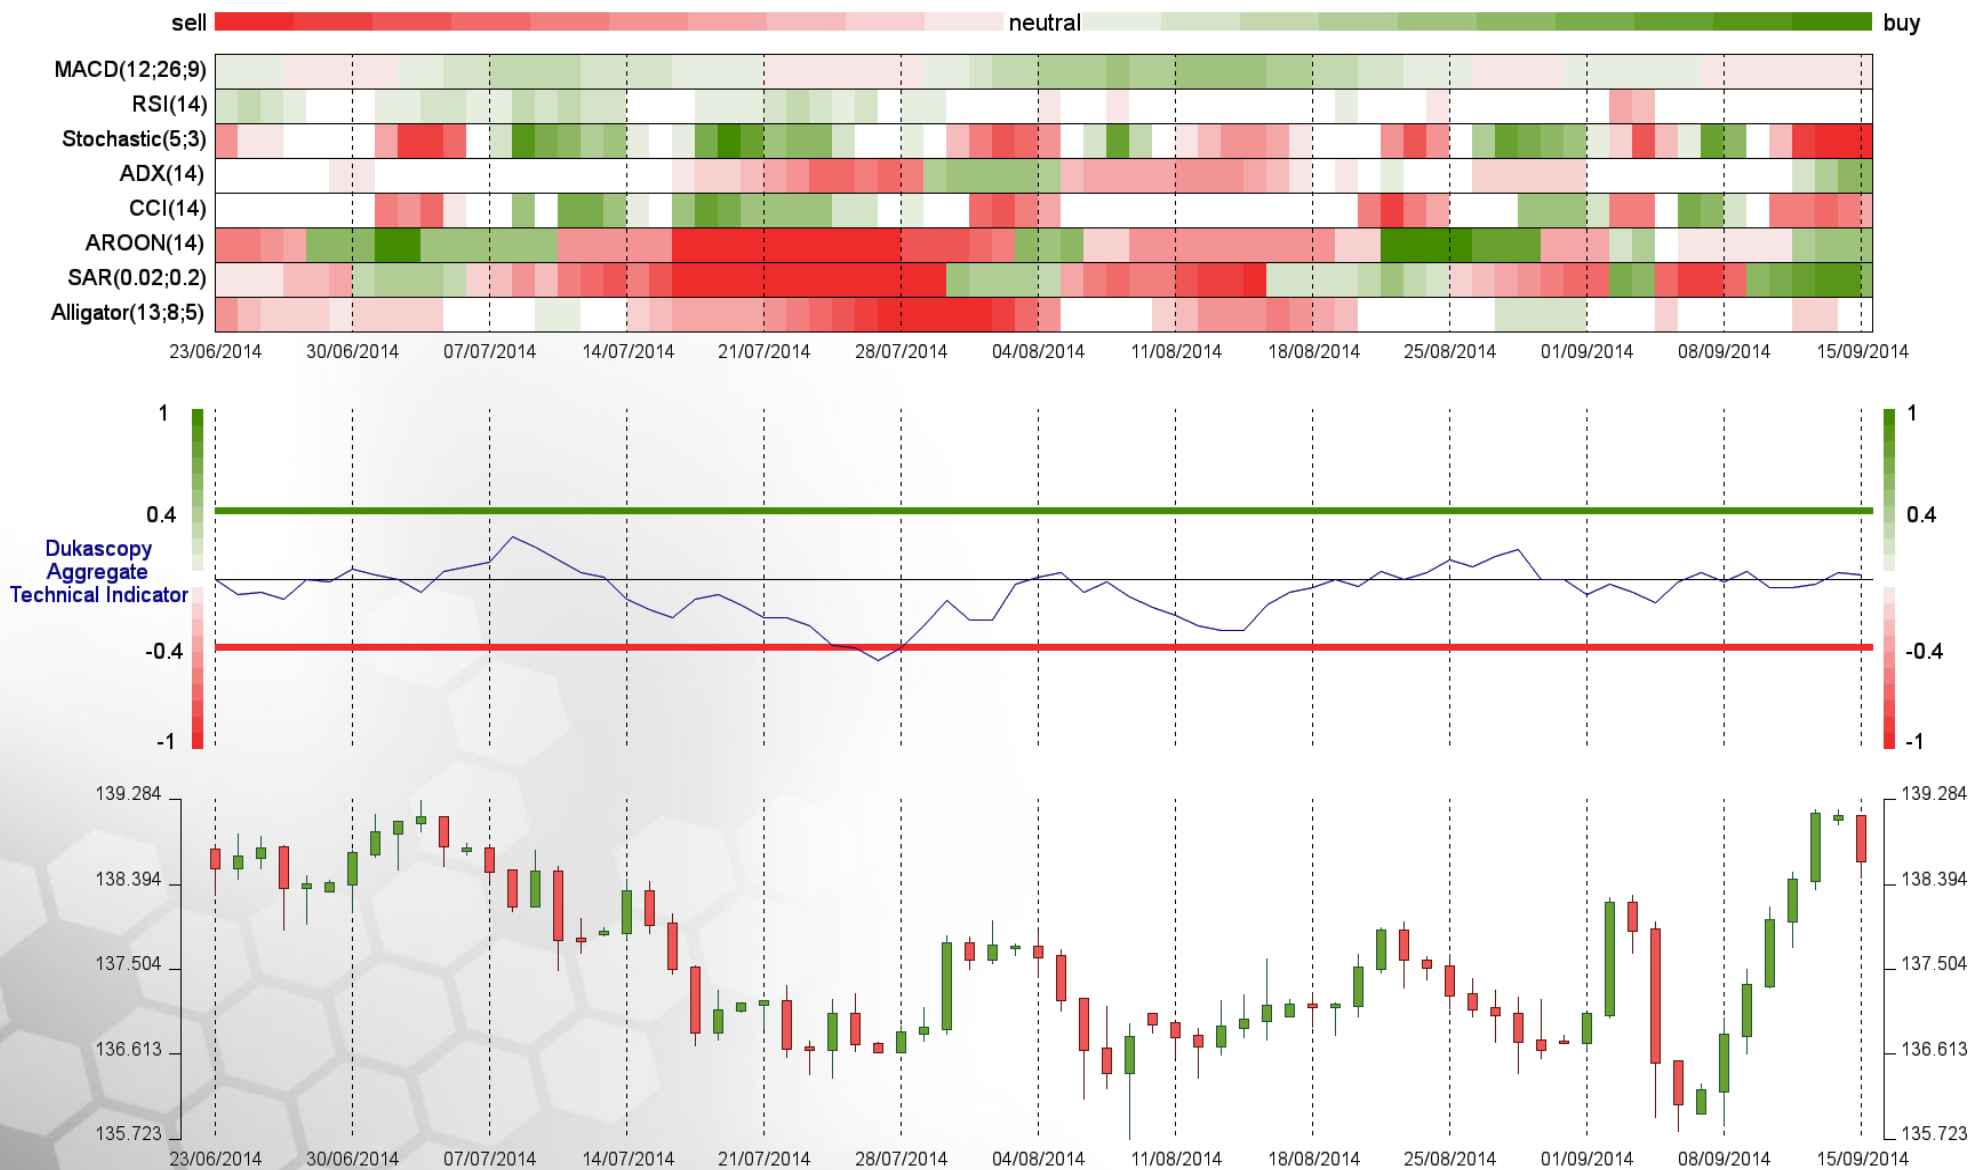 sell neutral buy
MACD(12;26;9)
RSI(14)
Stochastic(5;3)
ADX(14)
CCI(14)
AROON(14)
SAR(0.02;0.2)
Alligator(13;8;5)
23/06/2014 30/06/2014 07/07/2014 14/07/2014 21/07/2014 28/07/2014 04/08/2014 11/08/2014 18/08/2014 25/08/2014 01/09/2014 08/09/2014 15/09/2014
1 1
0.4 0.4
Dukascopy
Aggregate
Technical Indicator
-0.4 -0.4
-1 -1
139.284 139.284
138.394 138.394
137.504 137.504
136.613 136.613
135.723 135.723
23/06/2014 30/06/2014 07/07/2014 14/07/2014 21/07/2014 28/07/2014 04/08/2014 11/08/2014 18/08/2014 25/08/2014 01/09/2014 08/09/2014 15/09/2014